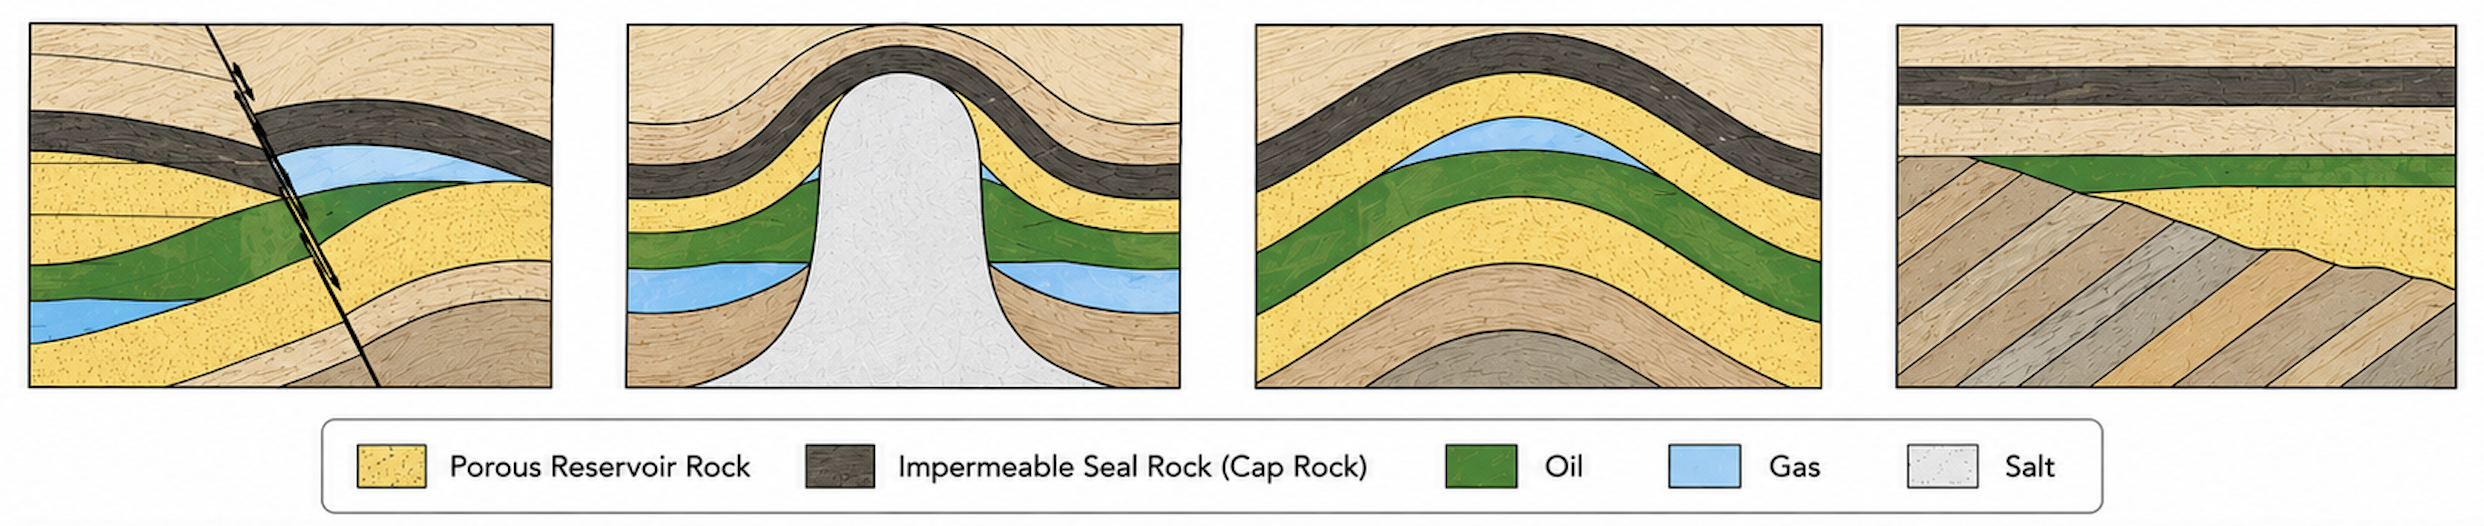 Porous Reservoir Rock
Impermeable Seal Rock (Cap Rock)
Oil
Gas
Salt